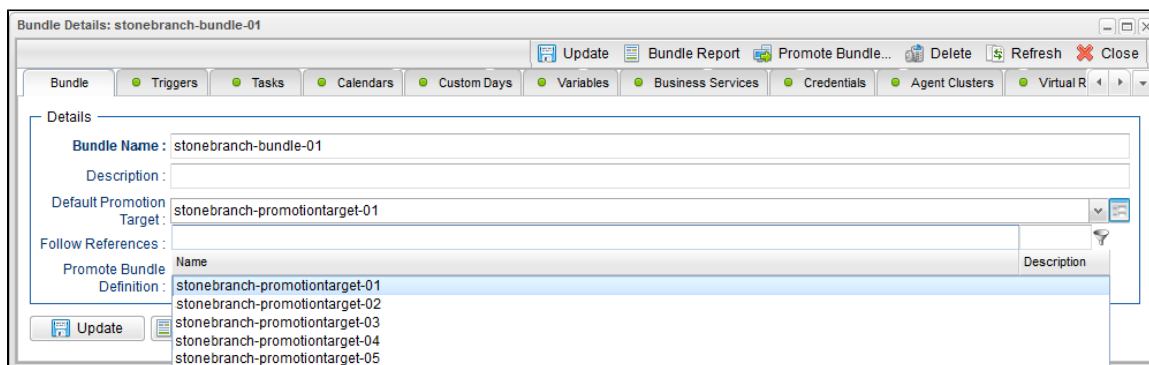 Bundle Details: stonebranch-bundle-01
Update Bundle Report Promote Bundle... Delete Refresh Close
Bundle Triggers Tasks Calendars Custom Days Variables Business Services Credentials Agent Clusters Virtual R
Details
Bundle Name : stonebranch-bundle-01
Description :
Default Promotion Target : stonebranch-promotiontarget-01
Follow References :
Name Description
Promote Bundle Definition :
stonebranch-promotiontarget-01
stonebranch-promotiontarget-02
stonebranch-promotiontarget-03
stonebranch-promotiontarget-04
stonebranch-promotiontarget-05
Update